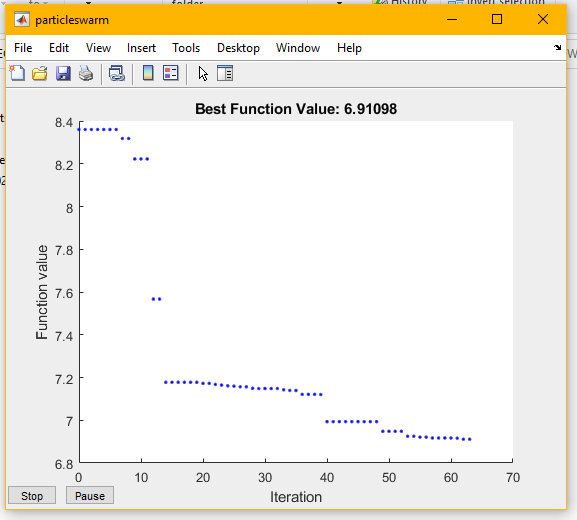 folder
History
particleswarm
File Edit View Insert Tools Desktop Window Help
Best Function Value: 6.91098
8.4
8.2
8
7.8
7.6
7.4
7.2
7
6.8
Function value
0 10 20 30 40 50 60 70
Iteration
Stop Pause